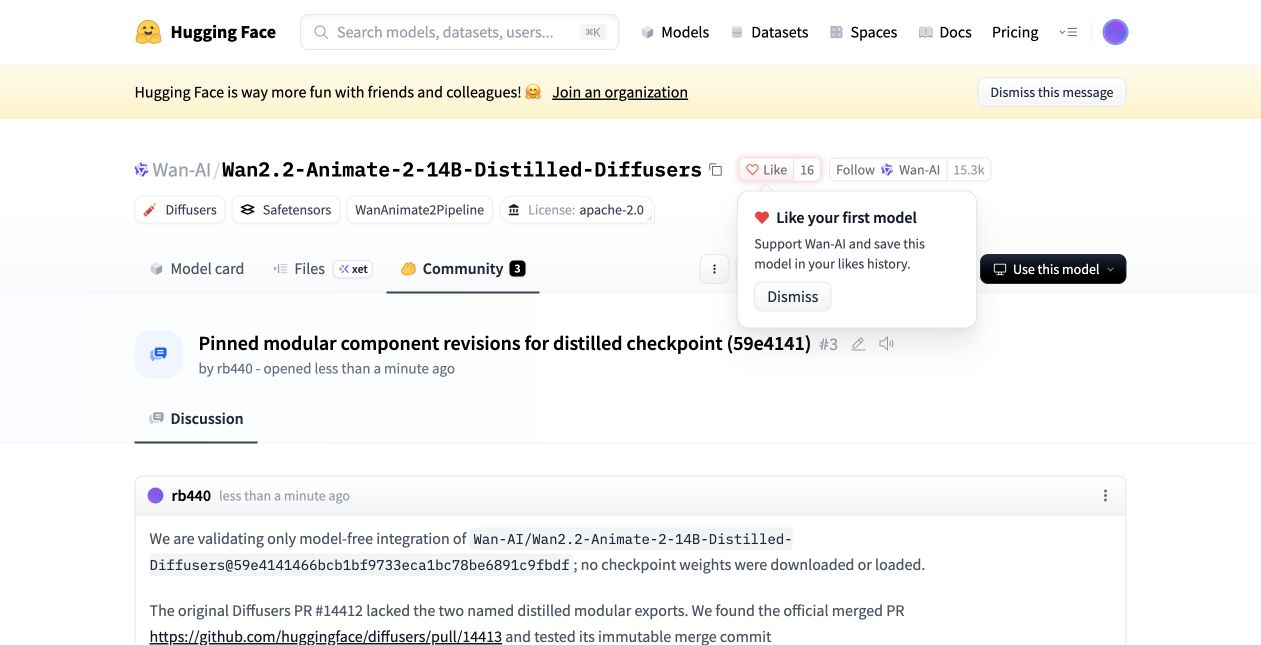 Hugging Face
Search models, datasets, users...
⌘K
Models
Datasets
Spaces
Docs
Pricing
Hugging Face is way more fun with friends and colleagues! 🤗 Join an organization
Dismiss this message
Wan-AI/Wan2.2-Animate-2-14B-Distilled-Diffusers
Like 16
Follow Wan-AI 15.3k
Diffusers
Safetensors
WanAnimate2Pipeline
License: apache-2.0
Like your first model
Support Wan-AI and save this
model in your likes history.
Dismiss
Model card
Files
xet
Community 3
Use this model
Pinned modular component revisions for distilled checkpoint (59e4141) #3
by rb440 - opened less than a minute ago
Discussion
rb440 less than a minute ago
We are validating only model-free integration of Wan-AI/Wan2.2-Animate-2-14B-Distilled-
Diffusers@59e4141466bcb1bf9733eca1bc78be6891c9fbdf; no checkpoint weights were downloaded or loaded.
The original Diffusers PR #14412 lacked the two named distilled modular exports. We found the official merged PR
https://github.com/huggingface/diffusers/pull/14413 and tested its immutable merge commit